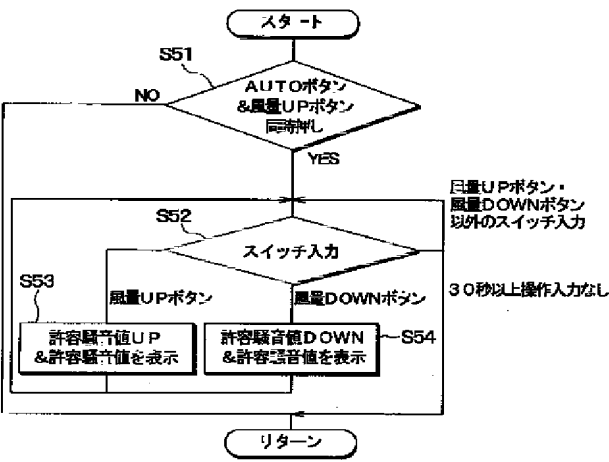 スタート
S51
AUTOボタン
&風量UPボタン
同時押し
NO
YES
風量UPボタン・
風量DOWNボタン
以外のスイッチ入力
S52
スイッチ入力
S53
風量UPボタン
風量DOWNボタン
30秒以上操作入力なし
許容騒音値UP
&許容騒音値を表示
許容騒音値DOWN
&許容騒音値を表示
S54
リターン